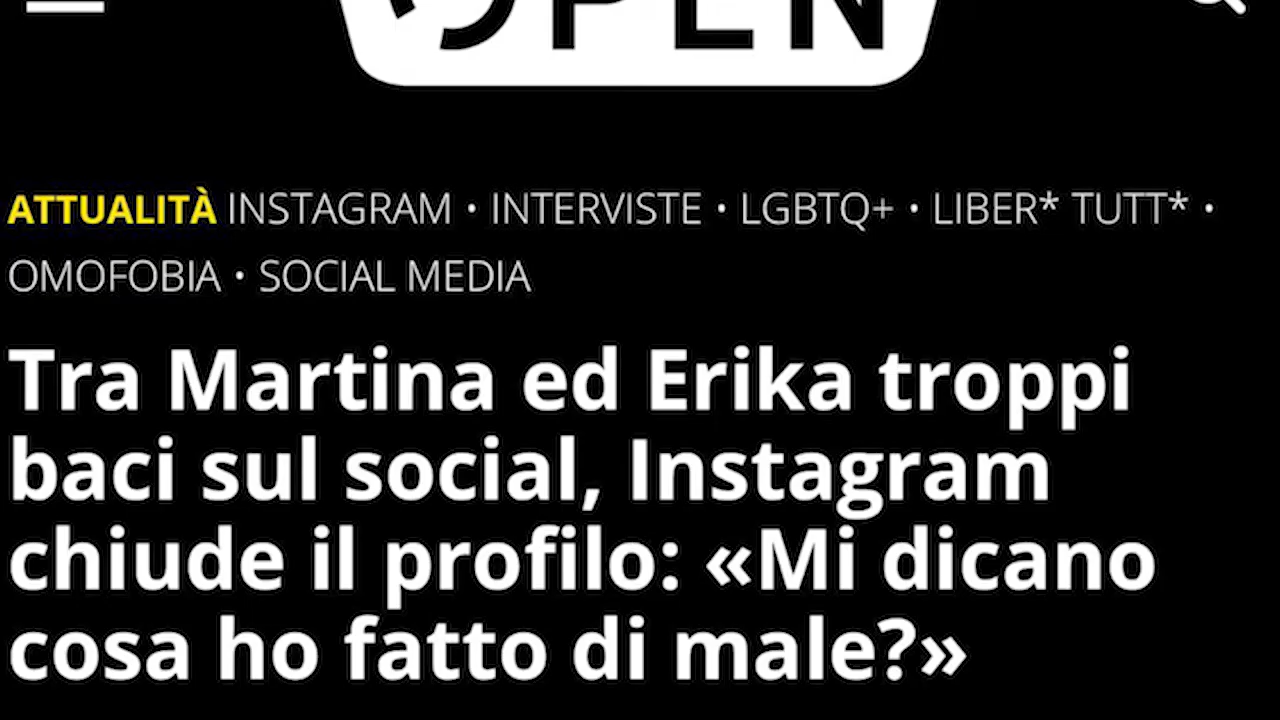 OPEN
ATTUALITÀ INSTAGRAM • INTERVISTE • LGBTQ+ • LIBER* TUTT* •
OMOFOBIA • SOCIAL MEDIA
Tra Martina ed Erika troppi
baci sul social, Instagram
chiude il profilo: «Mi dicano
cosa ho fatto di male?»